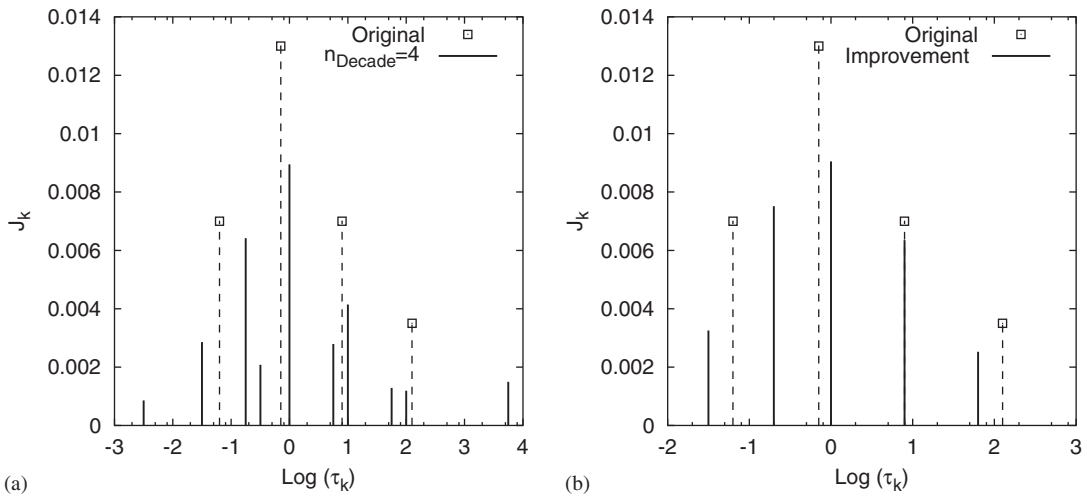 0.014
0.012
0.01
0.008
0.006
0.004
0.002
0
J_k
-3 -2 -1 0 1 2 3 4
Log (τ_k)
Original
n_Decade=4
(a)
0.014
0.012
0.01
0.008
0.006
0.004
0.002
0
J_k
-2 -1 0 1 2 3
Log (τ_k)
Original
Improvement
(b)